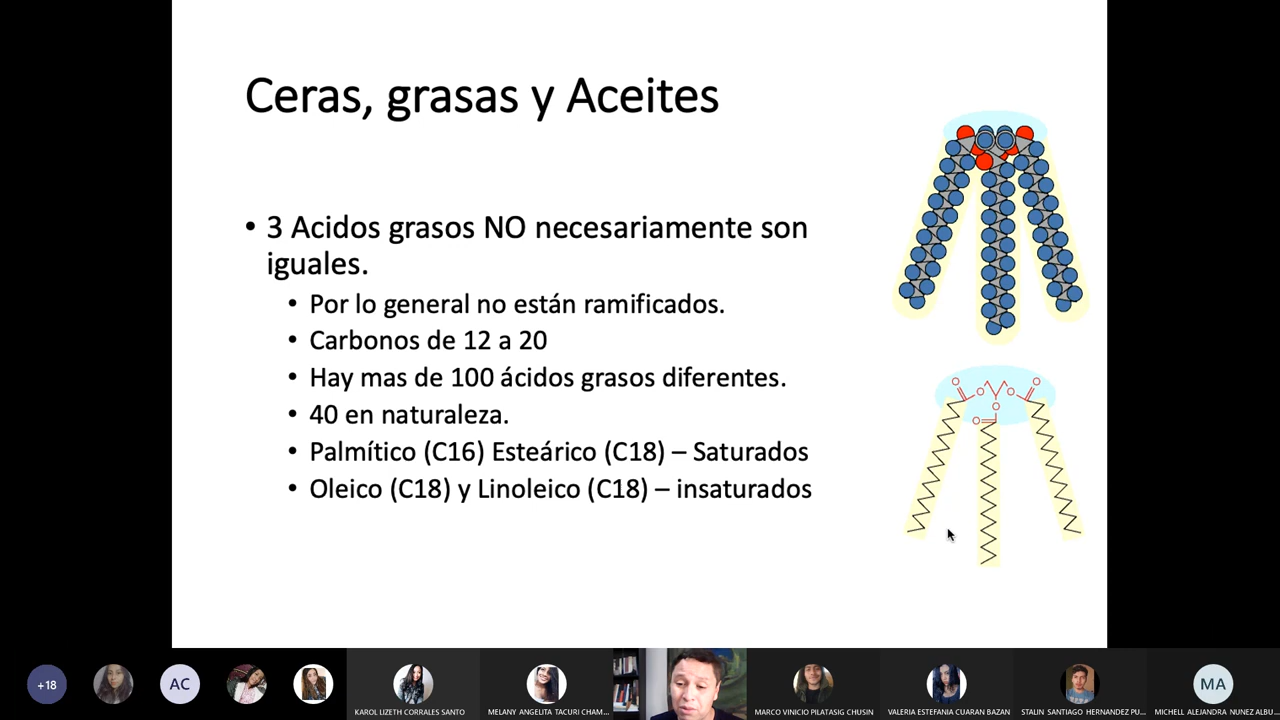 Ceras, grasas y Aceites
• 3 Acidos grasos NO necesariamente son
iguales.
• Por lo general no están ramificados.
• Carbonos de 12 a 20
• Hay mas de 100 ácidos grasos diferentes.
• 40 en naturaleza.
• Palmítico (C16) Esteárico (C18) – Saturados
• Oleico (C18) y Linoleico (C18) – insaturados
O O O O
O
O
+18
AC
KAROL LIZETH CORRALES SANTO
MELANY ANGELITA TACURI CHAM...
MARCO VINICIO PILATASIG CHUSIN
VALERIA ESTEFANIA CUARAN BAZAN
STALIN SANTIAGO HERNANDEZ PU...
MA
MICHELL ALEJANDRA NUNEZ ALBU...